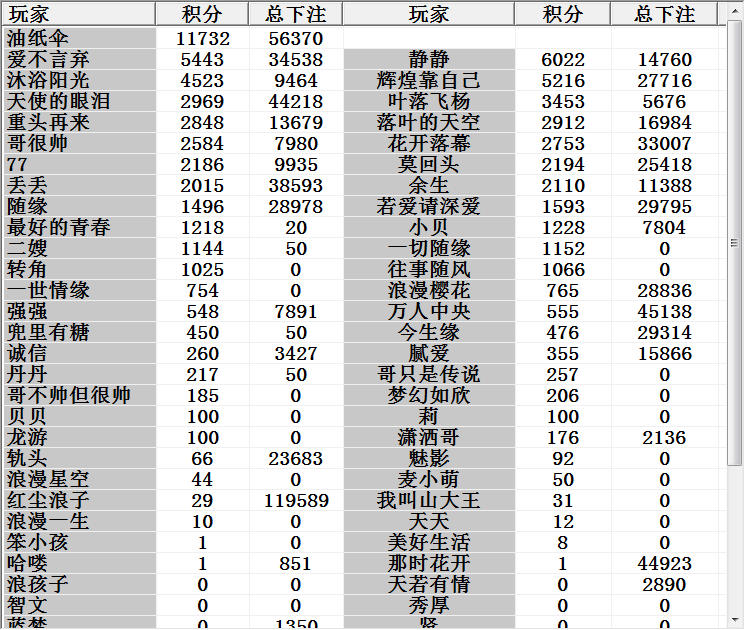 玩家 积分 总下注 玩家 积分 总下注
油纸伞 11732 56370
爱不言弃 5443 34538 静静 6022 14760
沐浴阳光 4523 9464 辉煌靠自己 5216 27716
天使的眼泪 2969 44218 叶落飞杨 3453 5676
重头再来 2848 13679 落叶的天空 2912 16984
哥很帅 2584 7980 花开落幕 2753 33007
77 2186 9935 莫回头 2194 25418
丢丢 2015 38593 余生 2110 11388
随缘 1496 28978 若爱请深爱 1593 29795
最好的青春 1218 20 小贝 1228 7804
二嫂 1144 50 一切随缘 1152 0
转角 1025 0 往事随风 1066 0
一世情缘 754 0 浪漫樱花 765 28836
强强 548 7891 万人中央 555 45138
兜里有糖 450 50 今生缘 476 29314
诚信 260 3427 腻爱 355 15866
丹丹 217 50 哥只是传说 257 0
哥不帅但很帅 185 0 梦幻如欣 206 0
贝贝 100 0 莉 100 0
龙游 100 0 潇洒哥 176 2136
轨头 66 23683 魅影 92 0
浪漫星空 44 0 麦小萌 50 0
红尘浪子 29 119589 我叫山大王 31 0
浪漫一生 10 0 天天 12 0
笨小孩 1 0 美好生活 8 0
哈喽 1 851 那时花开 1 44923
浪孩子 0 0 天若有情 0 2890
智文 0 0 秀厚 0 0
蓝梦 0 1350 贤 0 0